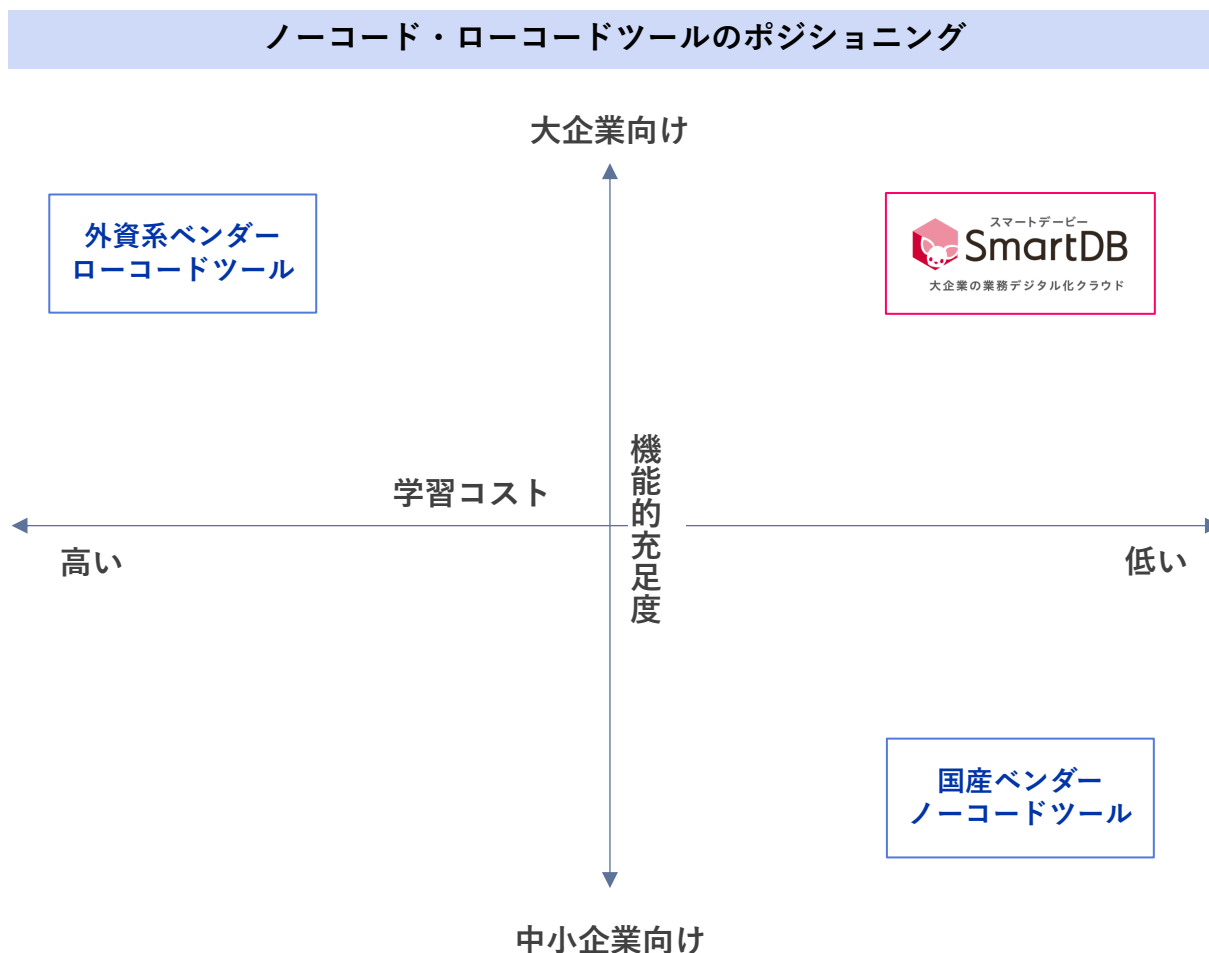 ノーコード・ローコードツールのポジショニング
大企業向け
外資系ベンダー
ローコードツール
スマートデービー
SmartDB
大企業の業務デジタル化クラウド
学習コスト
機能的充足度
高い
低い
国産ベンダー
ノーコードツール
中小企業向け